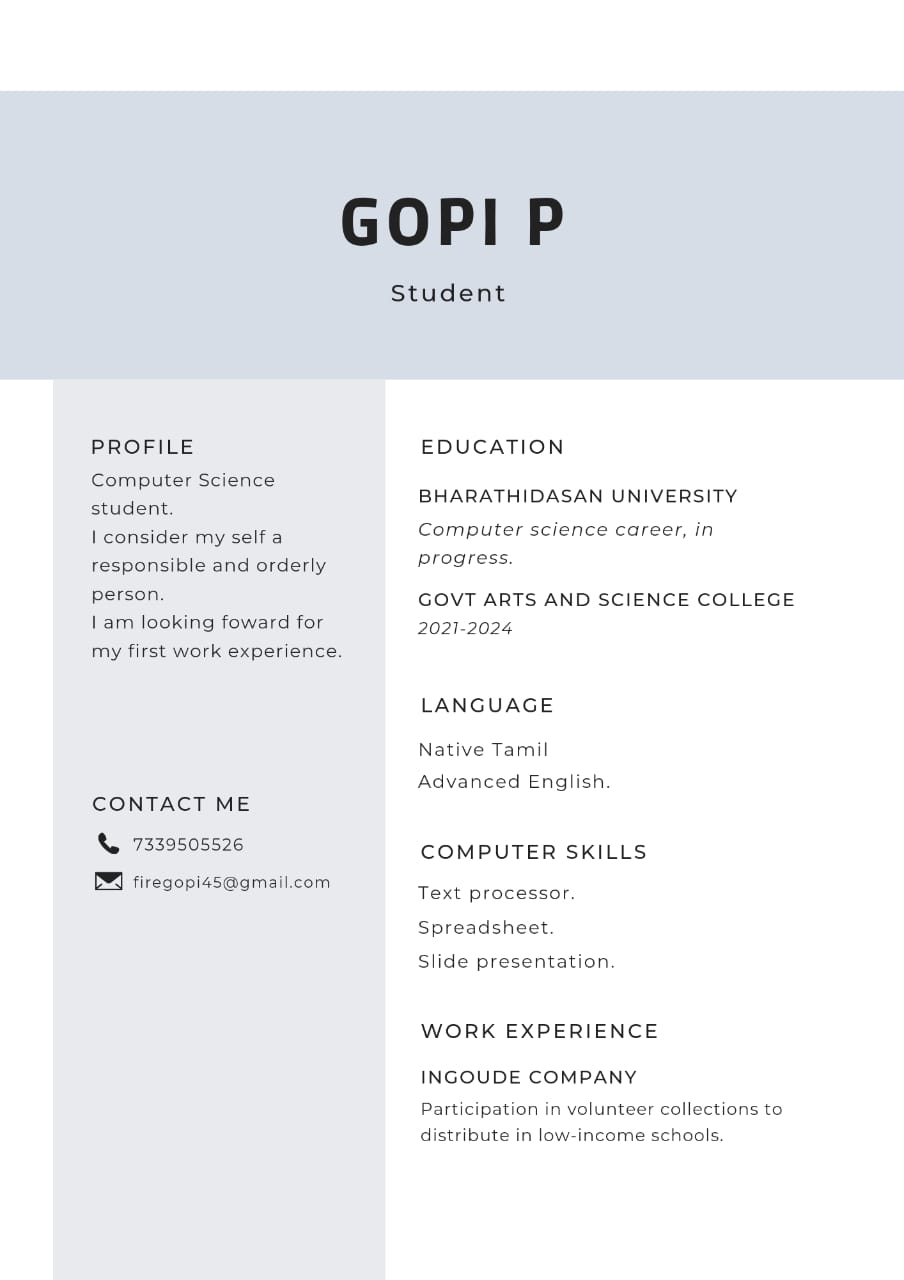 GOPI P
Student
PROFILE
Computer Science
student.
I consider my self a
responsible and orderly
person.
I am looking foward for
my first work experience.
CONTACT ME
7339505526
firegopi45@gmail.com
EDUCATION
BHARATHIDASAN UNIVERSITY
Computer science career, in
progress.
GOVT ARTS AND SCIENCE COLLEGE
2021-2024
LANGUAGE
Native Tamil
Advanced English.
COMPUTER SKILLS
Text processor.
Spreadsheet.
Slide presentation.
WORK EXPERIENCE
INGOUDE COMPANY
Participation in volunteer collections to
distribute in low-income schools.